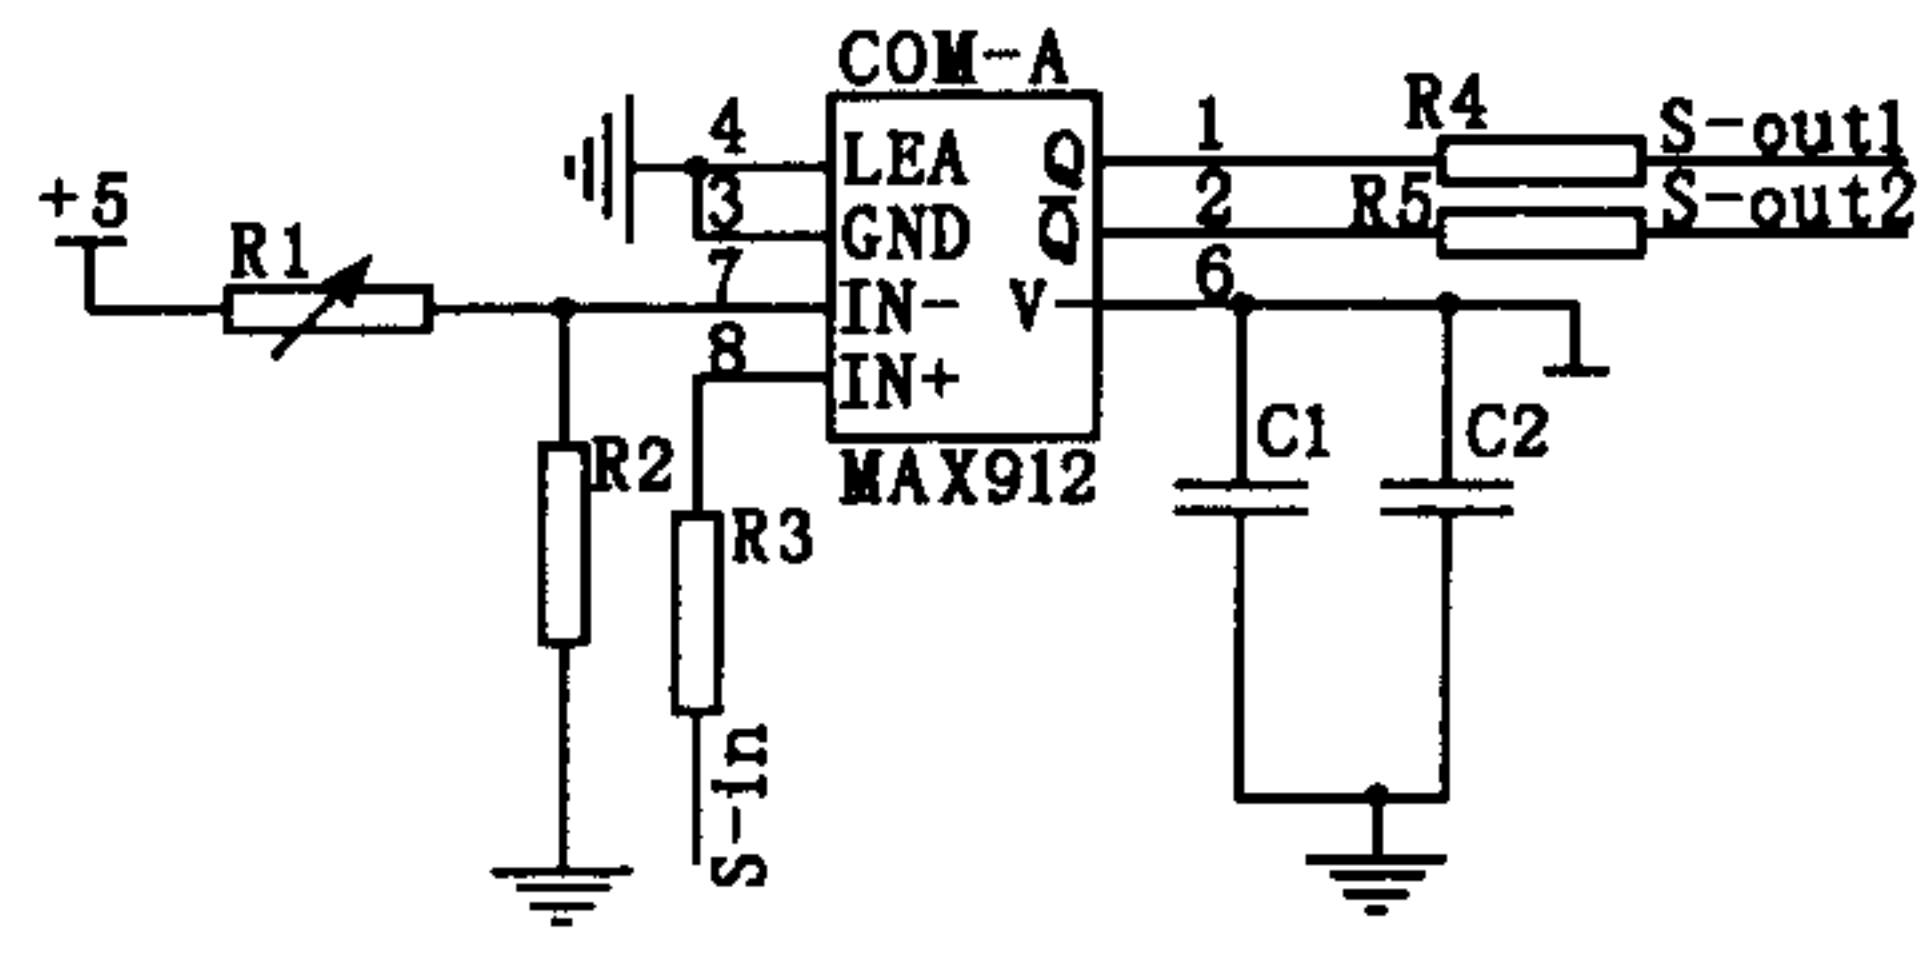 COM-A
4
LEA
Q
1
R4
S-out1
+5
3
GND
Q̅
2
R5
S-out2
R1
7
IN-
V-
6
8
IN+
C1
C2
R2
MAX912
R3
S-in